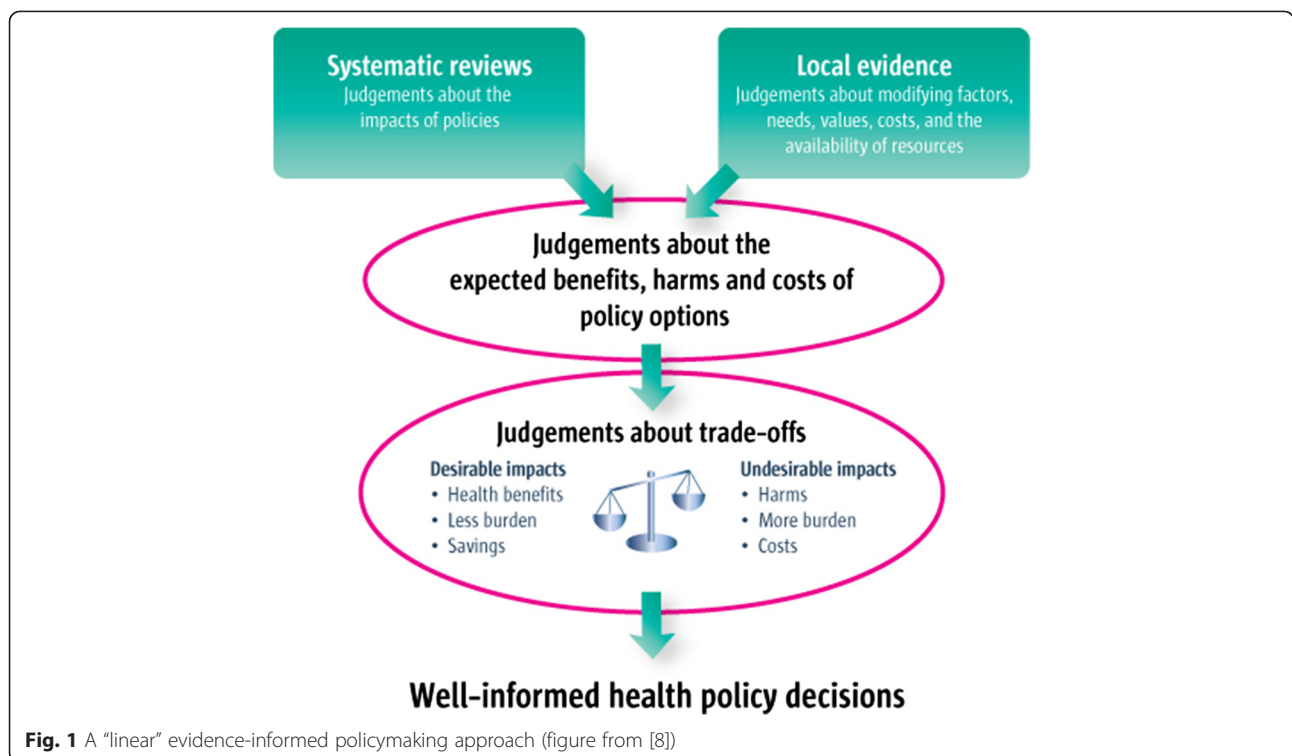 Systematic reviews
Judgements about the
impacts of policies
Local evidence
Judgements about modifying factors,
needs, values, costs, and the
availability of resources
Judgements about the
expected benefits, harms and costs of
policy options
Judgements about trade-offs
Desirable impacts
• Health benefits
• Less burden
• Savings
Undesirable impacts
• Harms
• More burden
• Costs
Well-informed health policy decisions
Fig. 1 A “linear” evidence-informed policymaking approach (figure from [8])